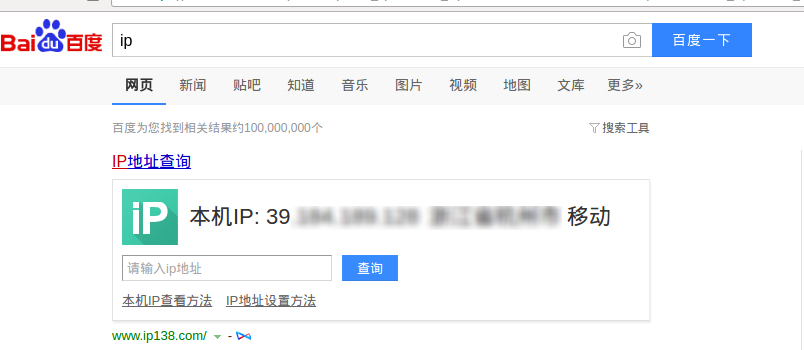 Bai du 百度
ip
百度一下
网页 新闻 贴吧 知道 音乐 图片 视频 地图 文库 更多»
百度为您找到相关结果约100,000,000个
搜索工具
IP地址查询
iP
本机IP: 39 移动
请输入ip地址
查询
本机IP查看方法 IP地址设置方法
www.ip138.com/ -